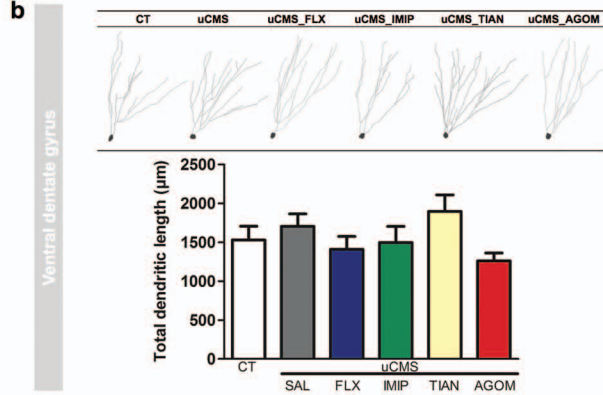 b
Ventral dentate gyrus
CT uCMS uCMS_FLX uCMS_IMIP uCMS_TIAN uCMS_AGOM
Total dendritic length (µm)
2500
2000
1500
1000
500
0
CT
uCMS
SAL FLX IMIP TIAN AGOM